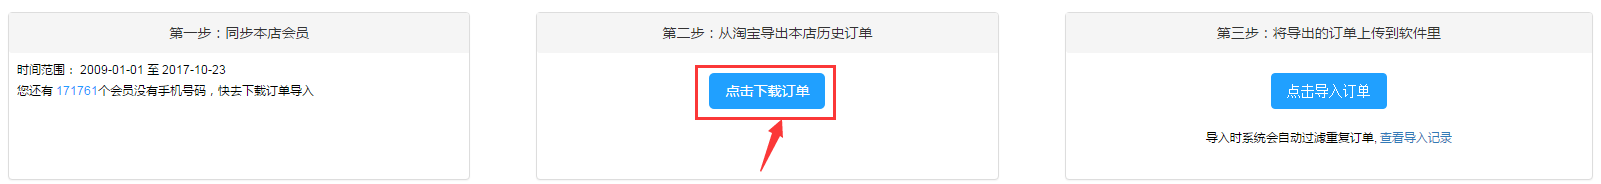 第一步：同步本店会员
时间范围： 2009-01-01 至 2017-10-23
您还有 171761个会员没有手机号码，快去下载订单导入
第二步：从淘宝导出本店历史订单
点击下载订单
第三步：将导出的订单上传到软件里
点击导入订单
导入时系统会自动过滤重复订单, 查看导入记录